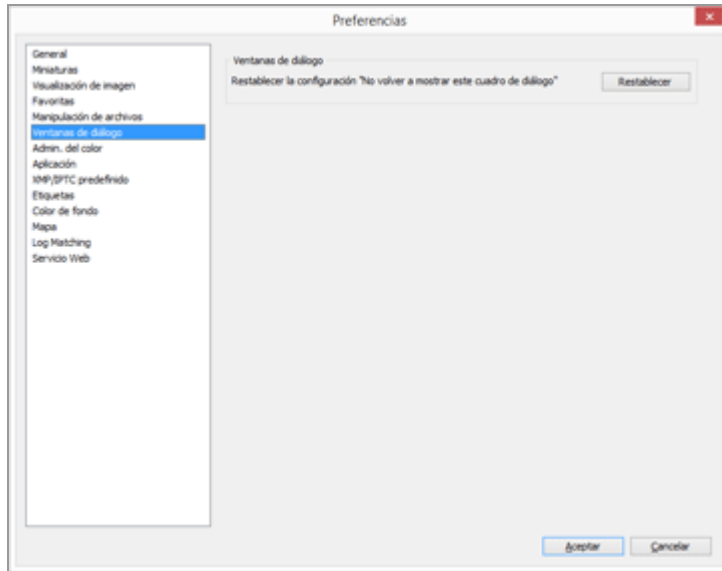 Preferencias
General
Miniaturas
Visualización de imagen
Favoritas
Manipulación de archivos
Ventanas de diálogo
Admin. del color
Aplicación
XMP/IPTC predefinido
Etiquetas
Color de fondo
Mapa
Log Matching
Servicio Web
Ventanas de diálogo
Restablecer la configuración "No volver a mostrar este cuadro de diálogo"
Restablecer
Aceptar
Cancelar